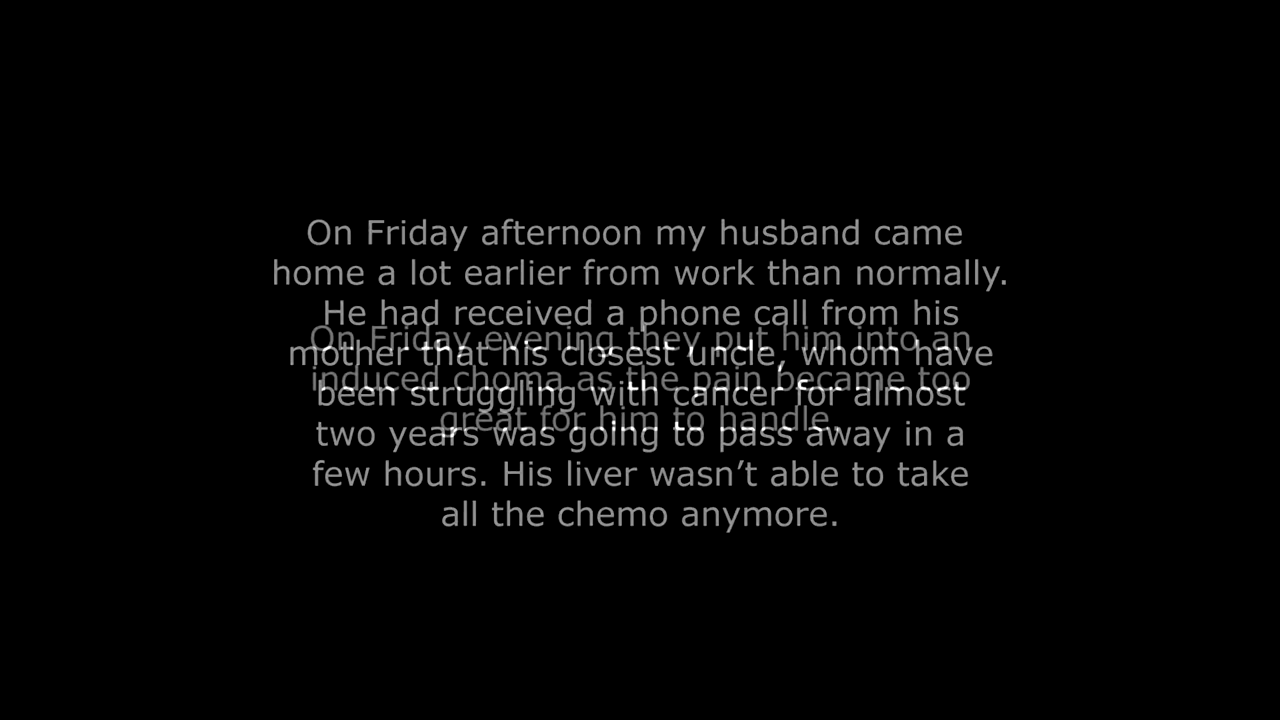 On Friday afternoon my husband came
home a lot earlier from work than normally.
He had received a phone call from his
mother that his closest uncle, whom have
been struggling with cancer for almost
two years was going to pass away in a
few hours. His liver wasn’t able to take
all the chemo anymore.
On Friday evening they put him into an
induced choma as the pain became too
great for him to handle.